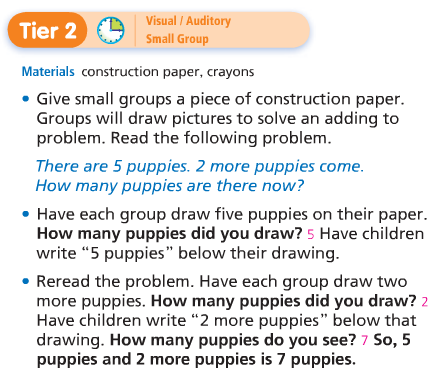 Tier 2
Visual / Auditory
Small Group
Materials construction paper, crayons
• Give small groups a piece of construction paper.
Groups will draw pictures to solve an adding to
problem. Read the following problem.
There are 5 puppies. 2 more puppies come.
How many puppies are there now?
• Have each group draw five puppies on their paper.
How many puppies did you draw? 5 Have children
write “5 puppies” below their drawing.
• Reread the problem. Have each group draw two
more puppies. How many puppies did you draw? 2
Have children write “2 more puppies” below that
drawing. How many puppies do you see? 7 So, 5
puppies and 2 more puppies is 7 puppies.